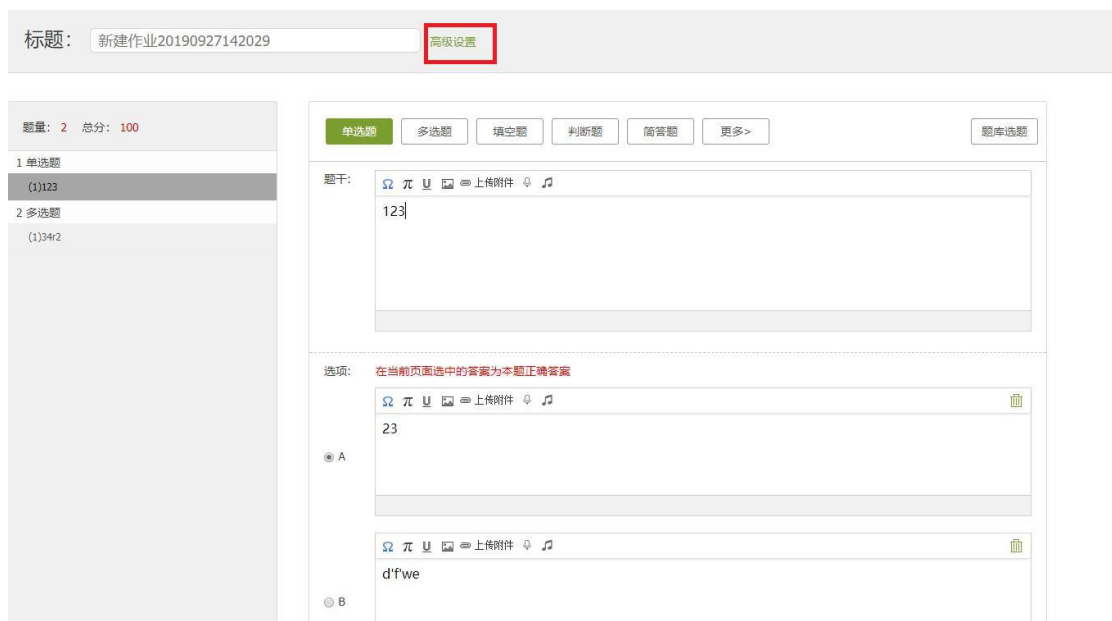 标题: 新建作业20190927142029 高级设置
题量: 2 总分: 100
1 单选题
(1)123
2 多选题
(1)34r2
单选题 多选题 填空题 判断题 简答题 更多> 题库选题
题干:
Ω π U 上传附件
123
选项: 在当前页面选中的答案为本题正确答案
Ω π U 上传附件
23
A
Ω π U 上传附件
d'f'we
B